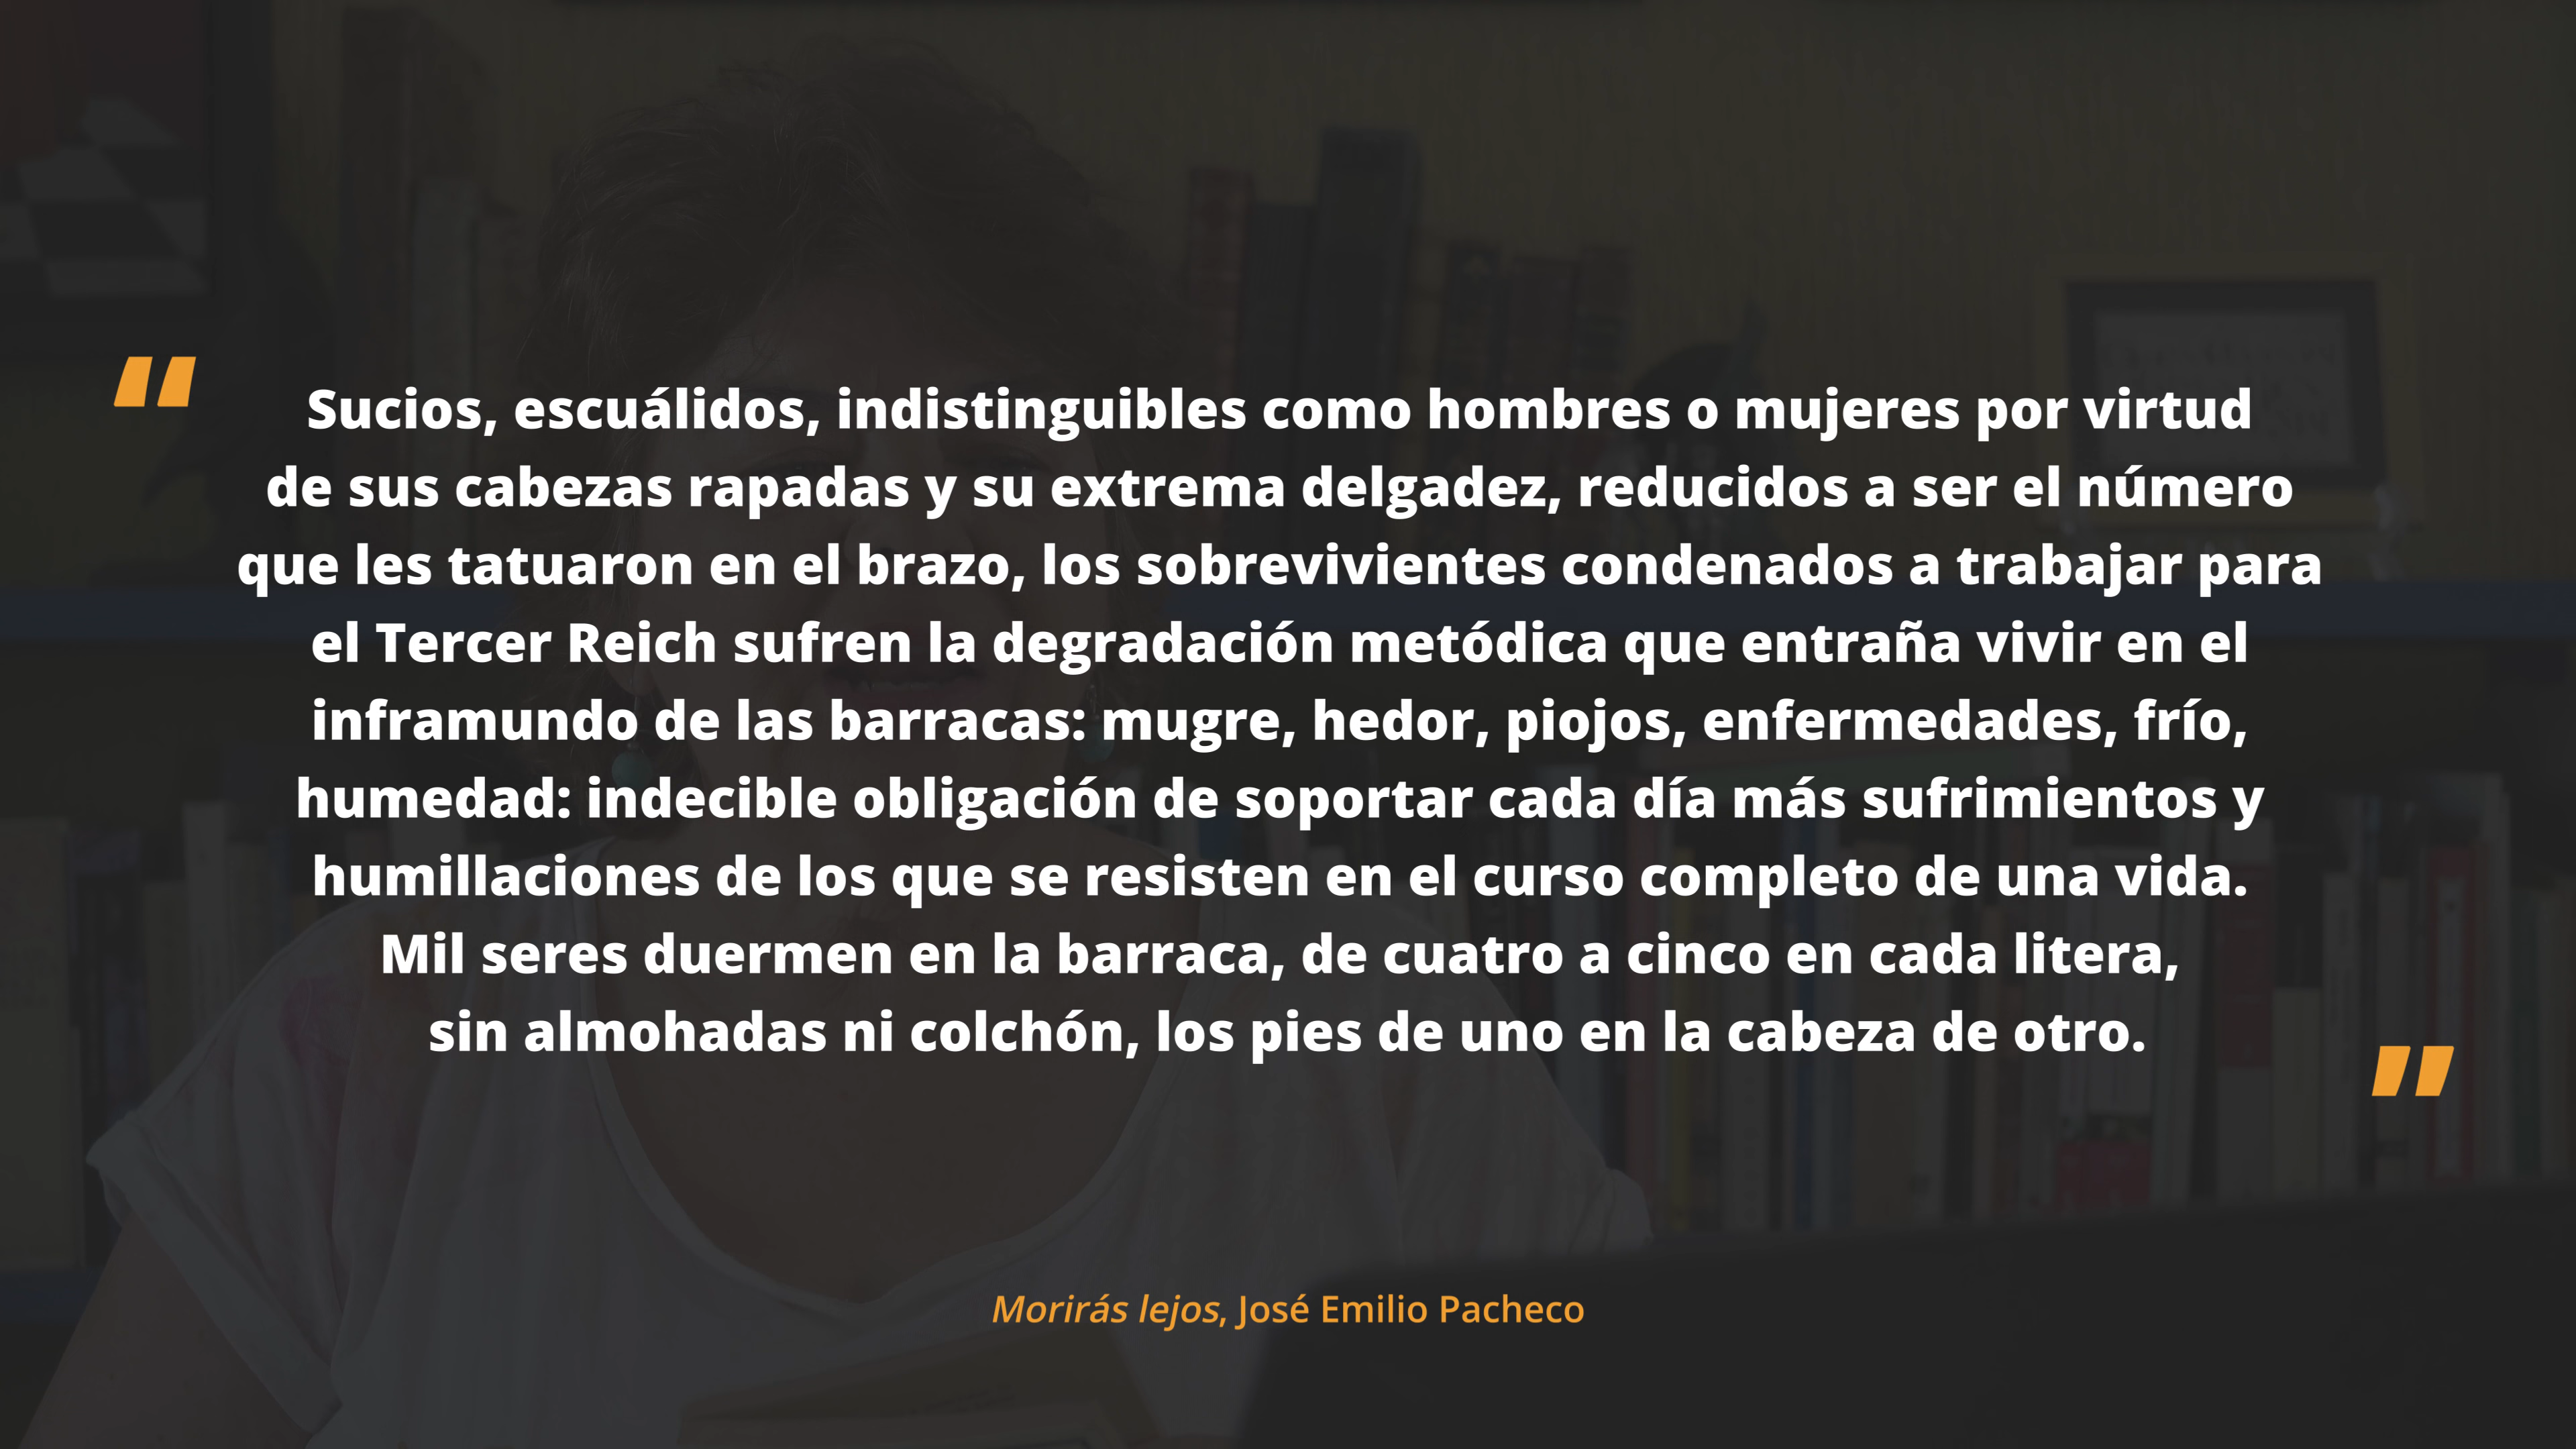 “
Sucios, escuálidos, indistinguibles como hombres o mujeres por virtud
de sus cabezas rapadas y su extrema delgadez, reducidos a ser el número
que les tatuaron en el brazo, los sobrevivientes condenados a trabajar para
el Tercer Reich sufren la degradación metódica que entraña vivir en el
inframundo de las barracas: mugre, hedor, piojos, enfermedades, frío,
humedad: indecible obligación de soportar cada día más sufrimientos y
humillaciones de los que se resisten en el curso completo de una vida.
Mil seres duermen en la barraca, de cuatro a cinco en cada litera,
sin almohadas ni colchón, los pies de uno en la cabeza de otro.
”
Morirás lejos, José Emilio Pacheco